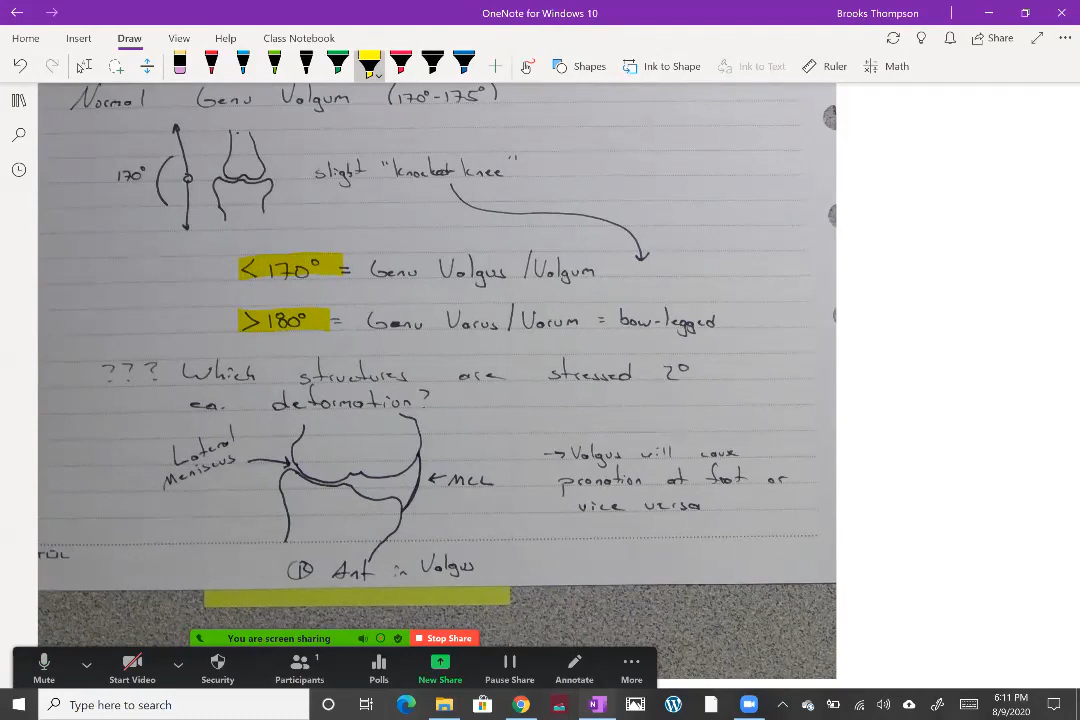 OneNote for Windows 10
Brooks Thompson
Home Insert Draw View Help Class Notebook
Share
Shapes Ink to Shape Ink to Text Ruler Math
Normal Genu Valgum (170°-175°)
170°
slight "knocked knee"
< 170° = Genu Valgus / Valgum
> 180° = Genu Varus / Varum = bow-legged
??? Which structures are stressed 2°
ea. deformation?
Lateral
Meniscus
← MCL
→ Valgus will cause
pronation at foot or
vice versa
TÜL
Ⓡ Ant in Valgus
You are screen sharing Stop Share
1
Mute Start Video Security Participants Polls New Share Pause Share Annotate More
Type here to search
6:11 PM
8/9/2020